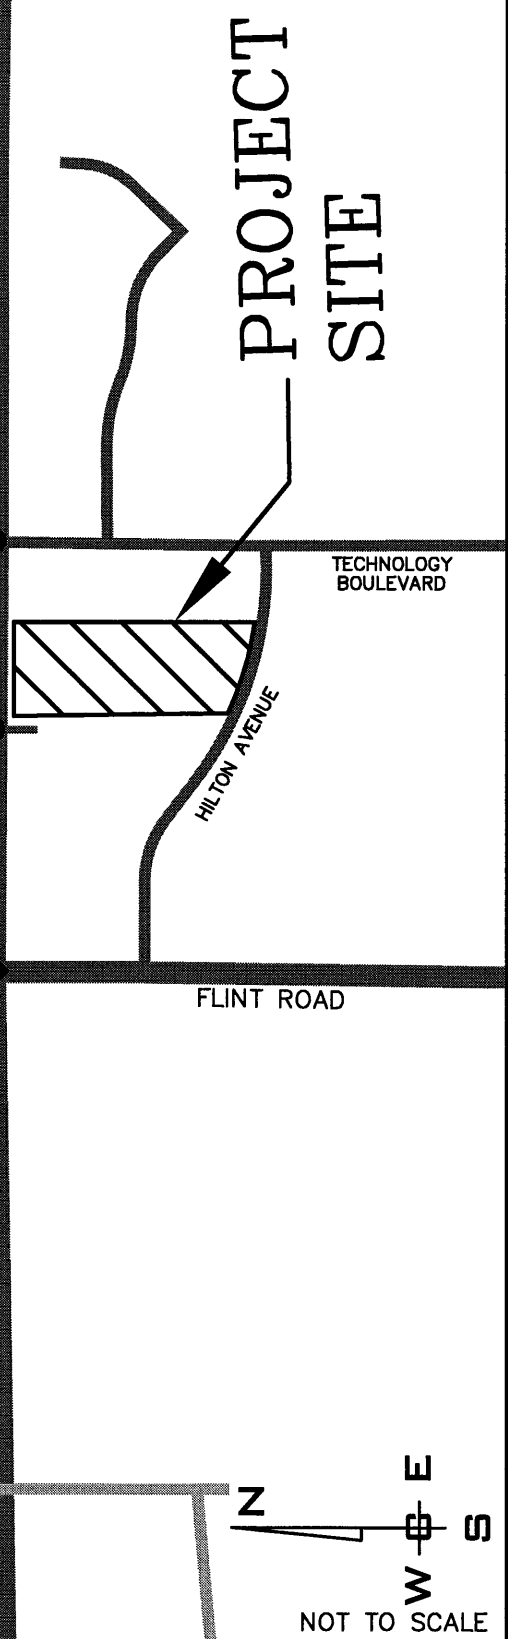 PROJECT
SITE
TECHNOLOGY
BOULEVARD
HILTON AVENUE
FLINT ROAD
N
W E
S
NOT TO SCALE